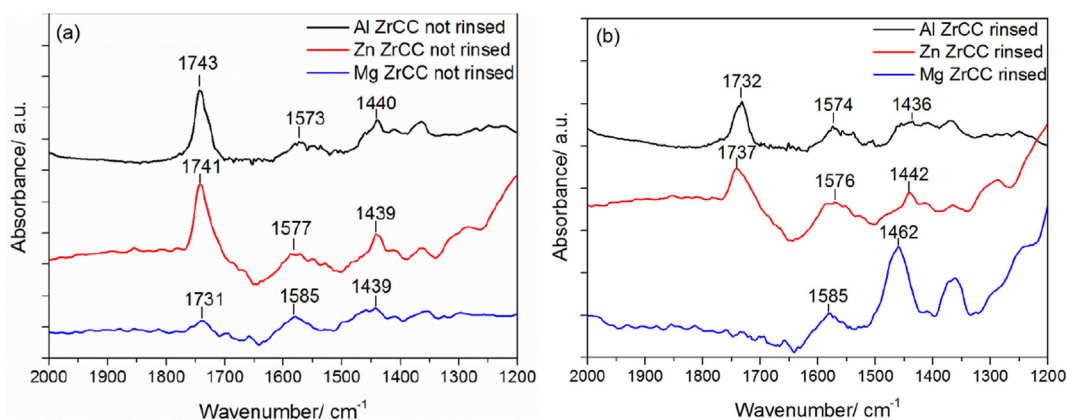 (a)
Al ZrCC not rinsed
Zn ZrCC not rinsed
Mg ZrCC not rinsed
1743
1573
1440
1741
1577
1439
1731
1585
1439
Absorbance/ a.u.
2000 1900 1800 1700 1600 1500 1400 1300 1200
Wavenumber/ cm⁻¹
(b)
Al ZrCC rinsed
Zn ZrCC rinsed
Mg ZrCC rinsed
1732
1574
1436
1737
1576
1442
1462
1585
Absorbance/ a.u.
2000 1900 1800 1700 1600 1500 1400 1300 1200
Wavenumber/ cm⁻¹